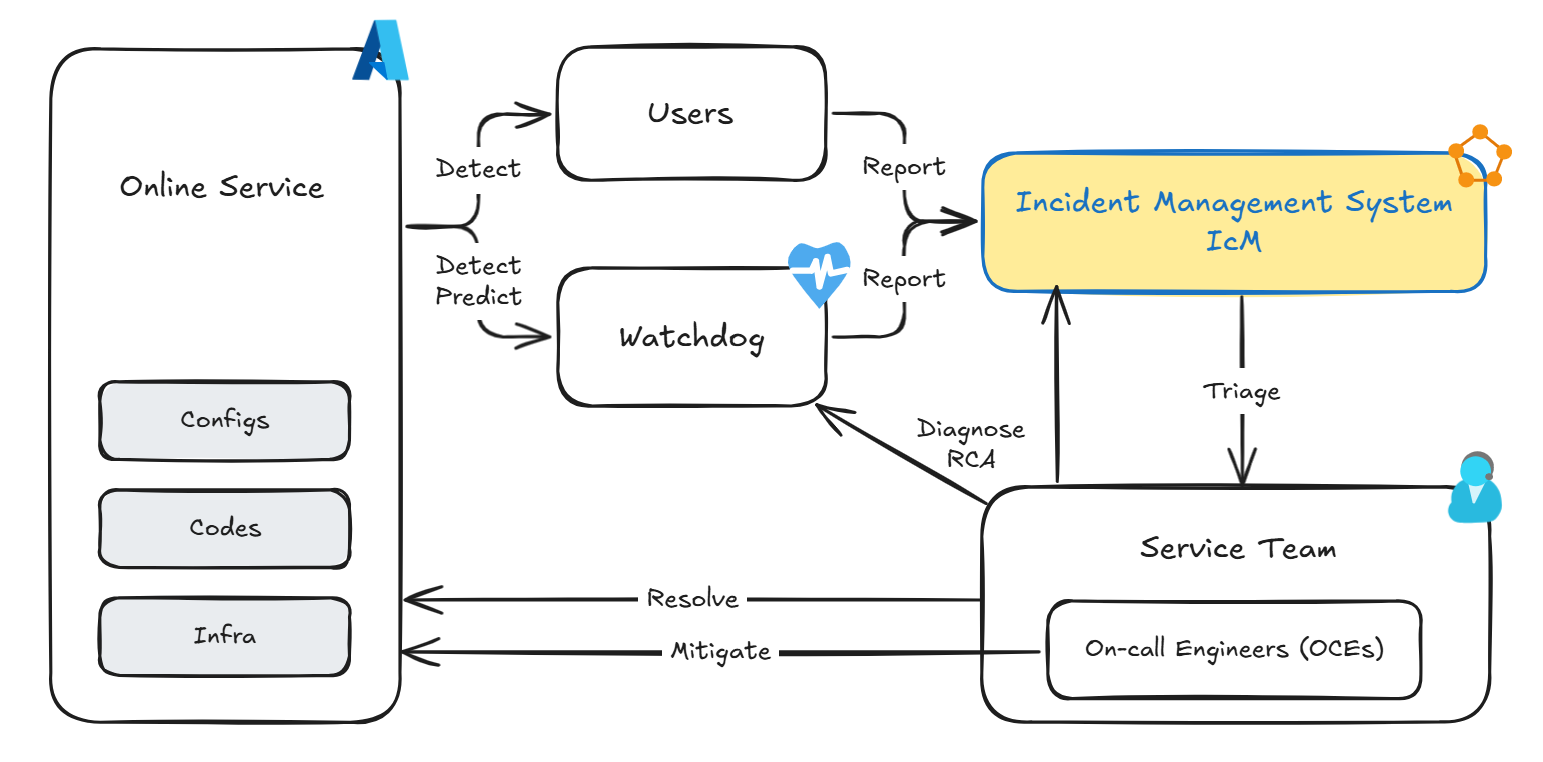 Online Service
Configs
Codes
Infra
Detect
Detect
Predict
Users
Watchdog
Report
Report
Incident Management System
IcM
Diagnose
RCA
Triage
Service Team
On-call Engineers (OCEs)
Resolve
Mitigate